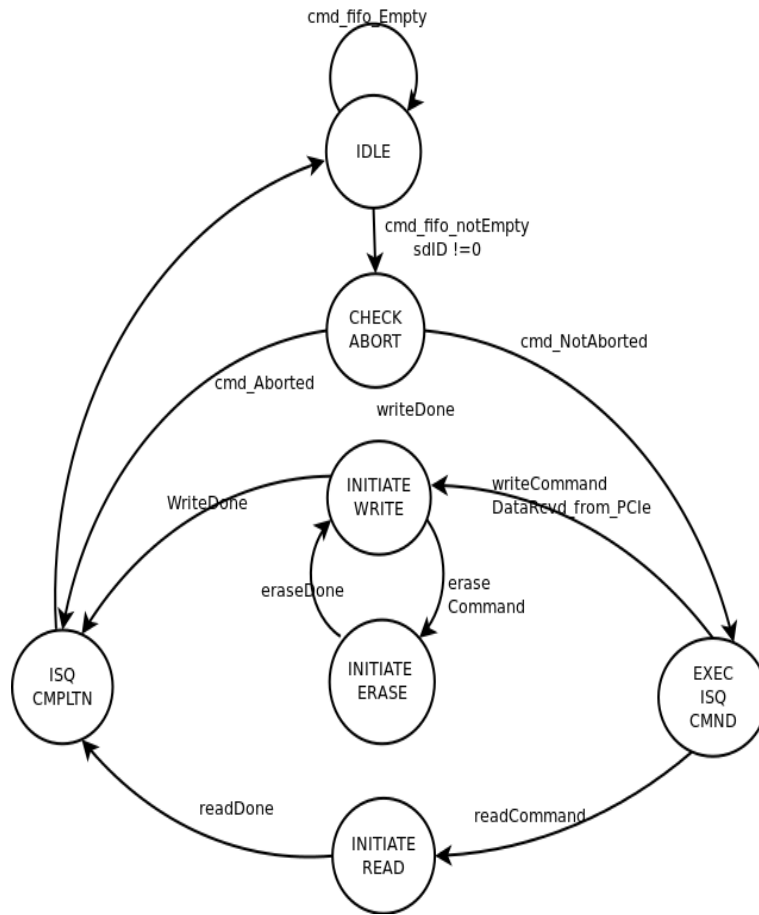 cmd_fifo_Empty
IDLE
cmd_fifo_notEmpty
sdID !=0
CHECK
ABORT
cmd_NotAborted
cmd_Aborted
writeDone
INITIATE
WRITE
writeCommand
DataRcvd_from_PCIe
WriteDone
eraseDone
erase
Command
ISQ
CMPLTN
INITIATE
ERASE
EXEC
ISQ
CMND
readDone
readCommand
INITIATE
READ